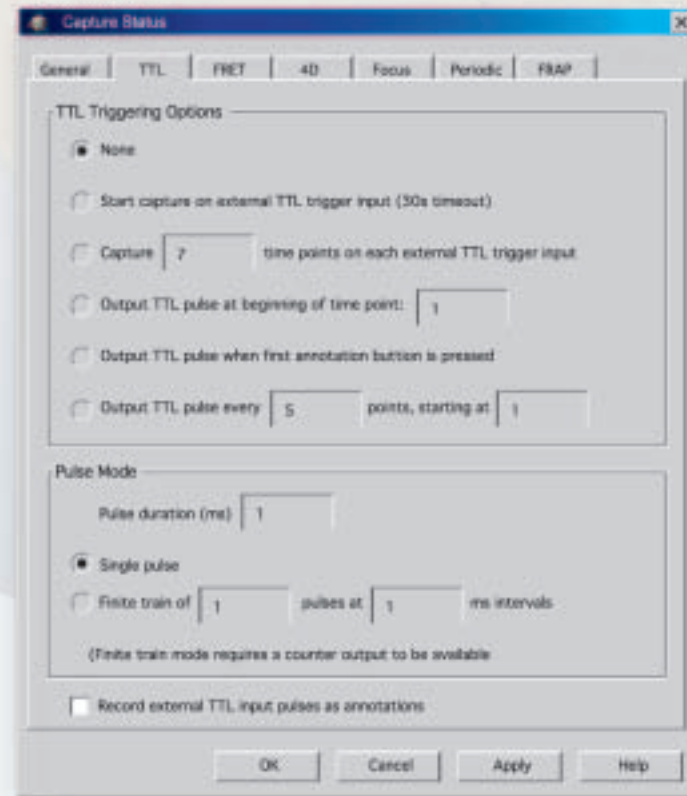 Capture Status
General TTL FRET 4D Focus Periodic FRAP
TTL Triggering Options
None
Start capture on external TTL trigger input (30s timeout)
Capture 7 time points on each external TTL trigger input
Output TTL pulse at beginning of time point: 1
Output TTL pulse when first annotation buttion is pressed
Output TTL pulse every 5 points, starting at 1
Pulse Mode
Pulse duration (ms) 1
Single pulse
Finite train of 1 pulses at 1 ms intervals
(Finite train mode requires a counter output to be available
Record external TTL input pulses as annotations
OK Cancel Apply Help